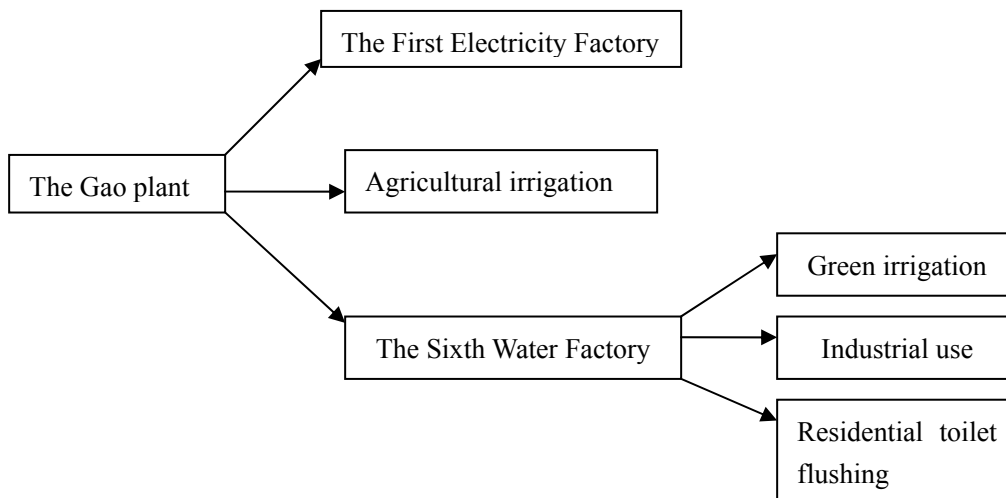 The First Electricity Factory
The Gao plant
Agricultural irrigation
Green irrigation
The Sixth Water Factory
Industrial use
Residential toilet
flushing